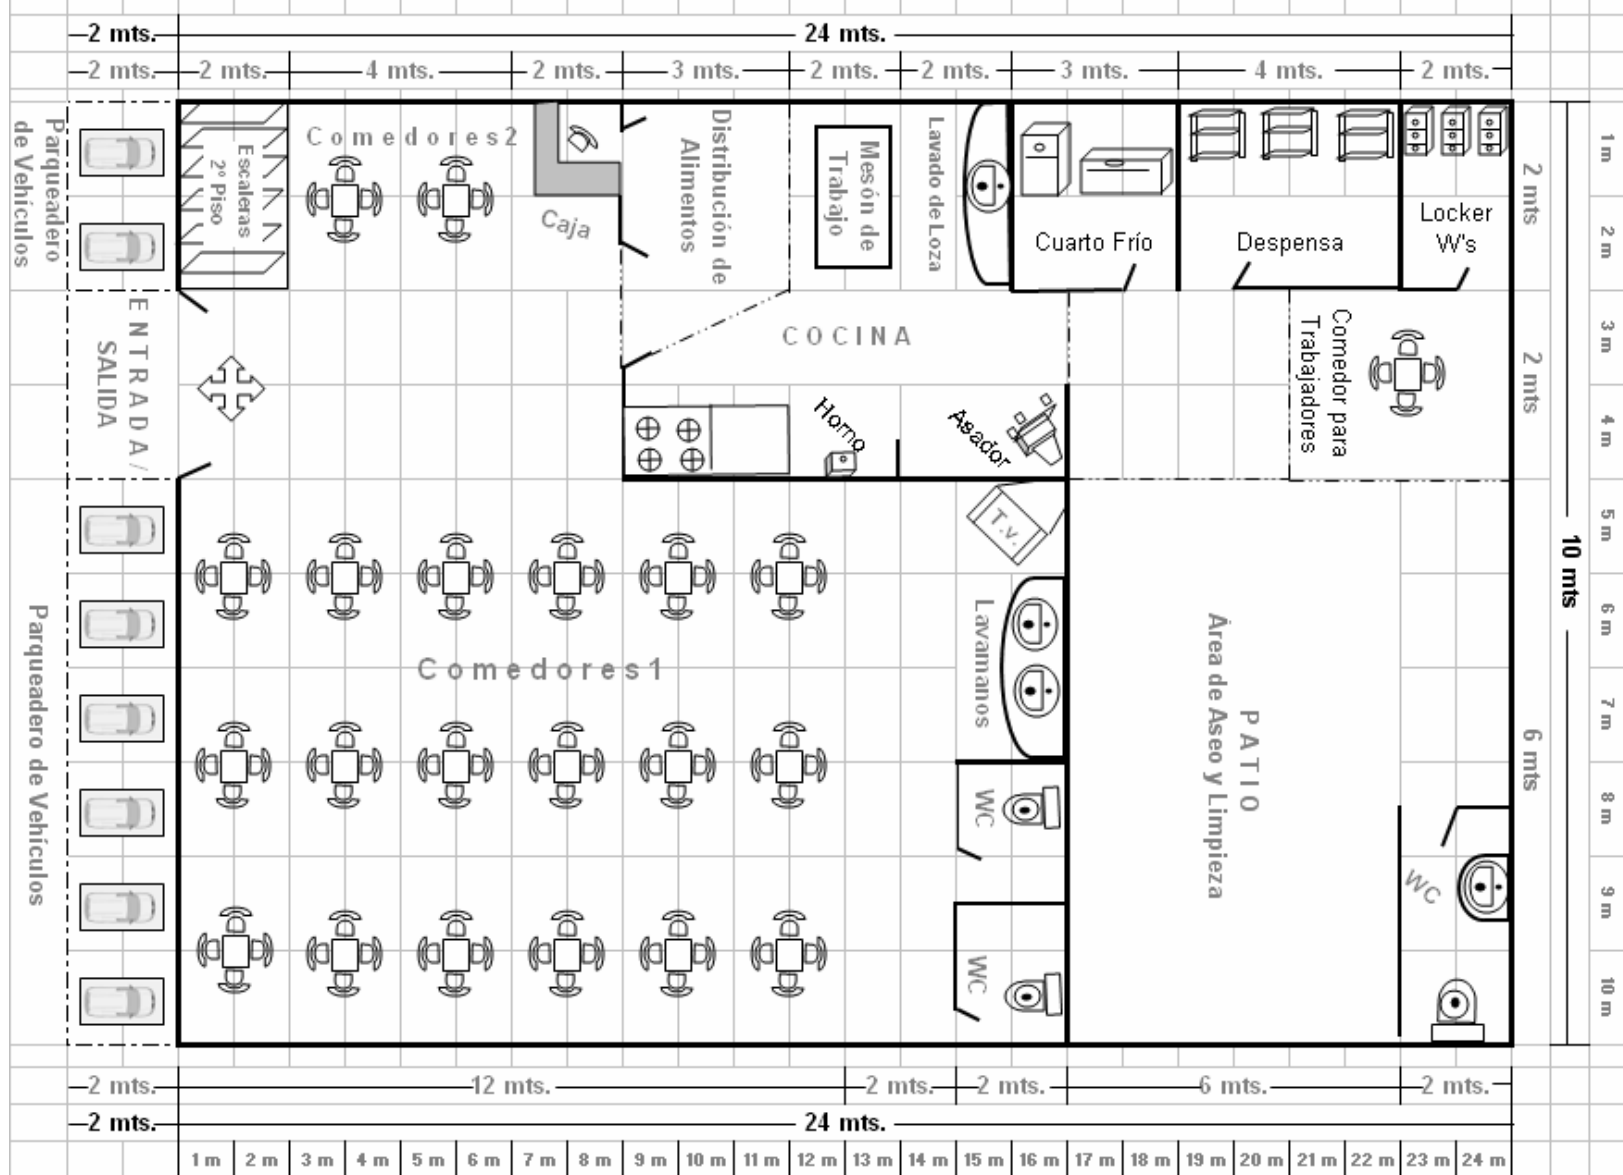 2 mts.
24 mts.
2 mts.
2 mts.
4 mts.
2 mts.
3 mts.
2 mts.
2 mts.
3 mts.
4 mts.
2 mts.
Parqueadero
de Vehículos
Escaleras
2º Piso
Comedores2
Caja
Distribución de
Alimentos
Mesón de
Trabajo
Lavado de Loza
Cuarto Frío
Despensa
Locker
W's
2 mts
1 m
2 m
ENTRADA/
SALIDA
COCINA
Horno
Asador
Comedor para
Trabajadores
2 mts
3 m
4 m
Parqueadero de Vehículos
Comedores1
T.v.
Lavamanos
WC
WC
PATIO
Área de Aseo y Limpieza
WC
6 mts
10 mts
5 m
6 m
7 m
8 m
9 m
10 m
2 mts.
12 mts.
2 mts.
2 mts.
6 mts.
2 mts.
2 mts.
24 mts.
1 m
2 m
3 m
4 m
5 m
6 m
7 m
8 m
9 m
10 m
11 m
12 m
13 m
14 m
15 m
16 m
17 m
18 m
19 m
20 m
21 m
22 m
23 m
24 m